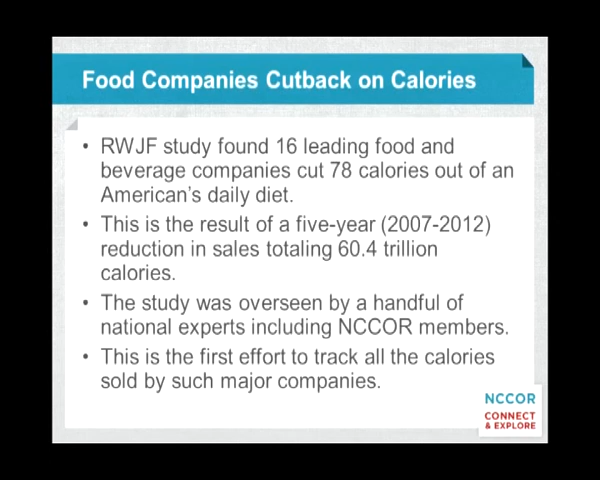 Food Companies Cutback on Calories
• RWJF study found 16 leading food and
beverage companies cut 78 calories out of an
American's daily diet.
• This is the result of a five-year (2007-2012)
reduction in sales totaling 60.4 trillion
calories.
• The study was overseen by a handful of
national experts including NCCOR members.
• This is the first effort to track all the calories
sold by such major companies.
NCCOR
CONNECT
& EXPLORE